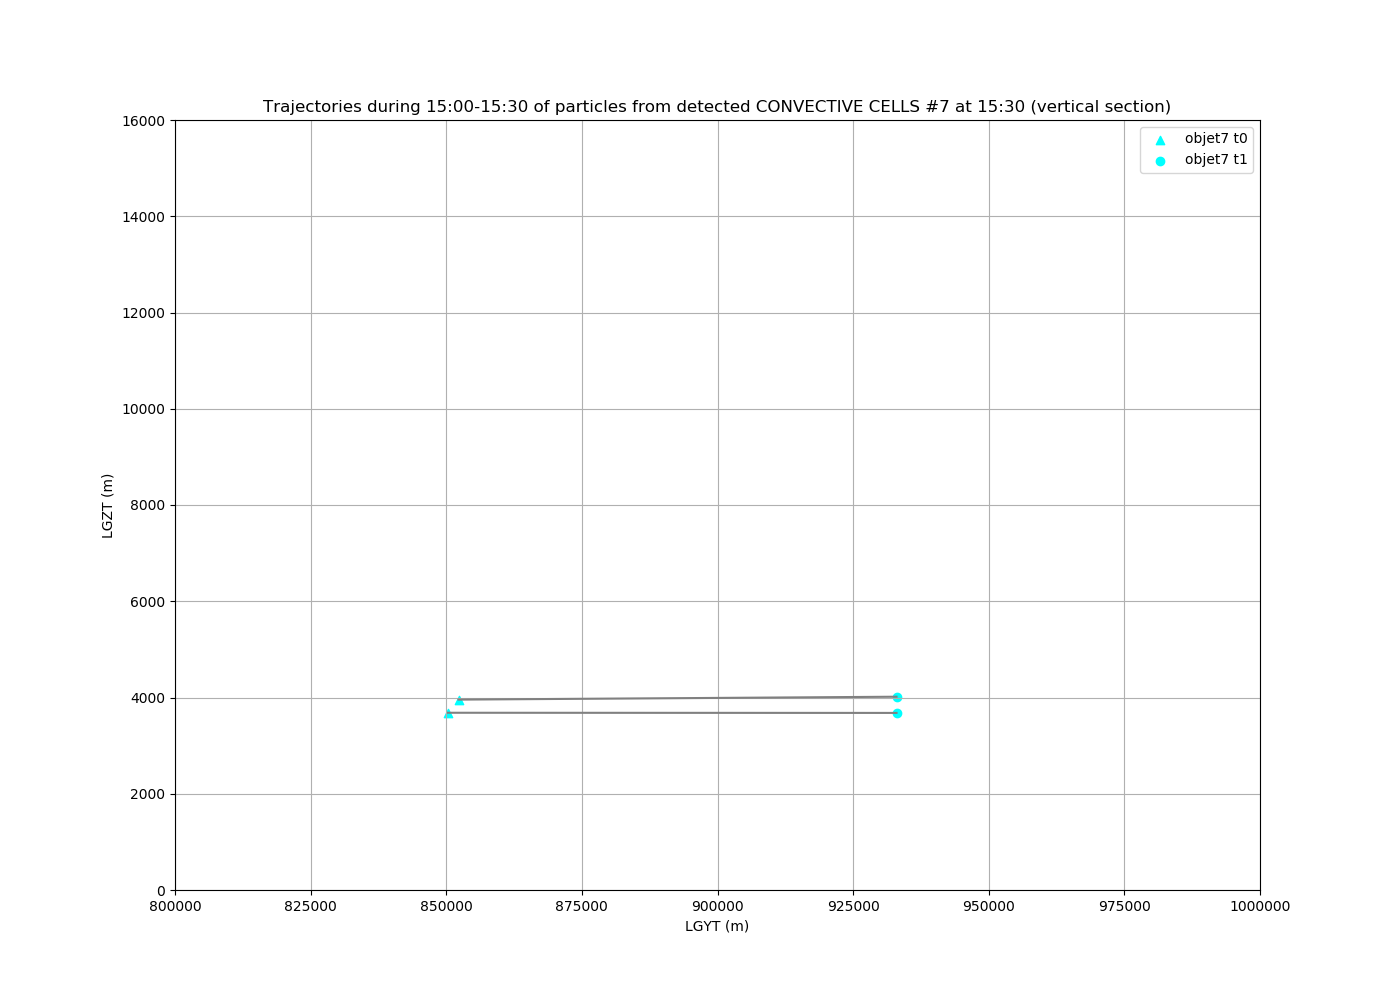 Trajectories during 15:00-15:30 of particles from detected CONVECTIVE CELLS #7 at 15:30 (vertical section)
objet7 t0
objet7 t1
16000
14000
12000
10000
8000
6000
4000
2000
0
LGZT (m)
800000 825000 850000 875000 900000 925000 950000 975000 1000000
LGYT (m)